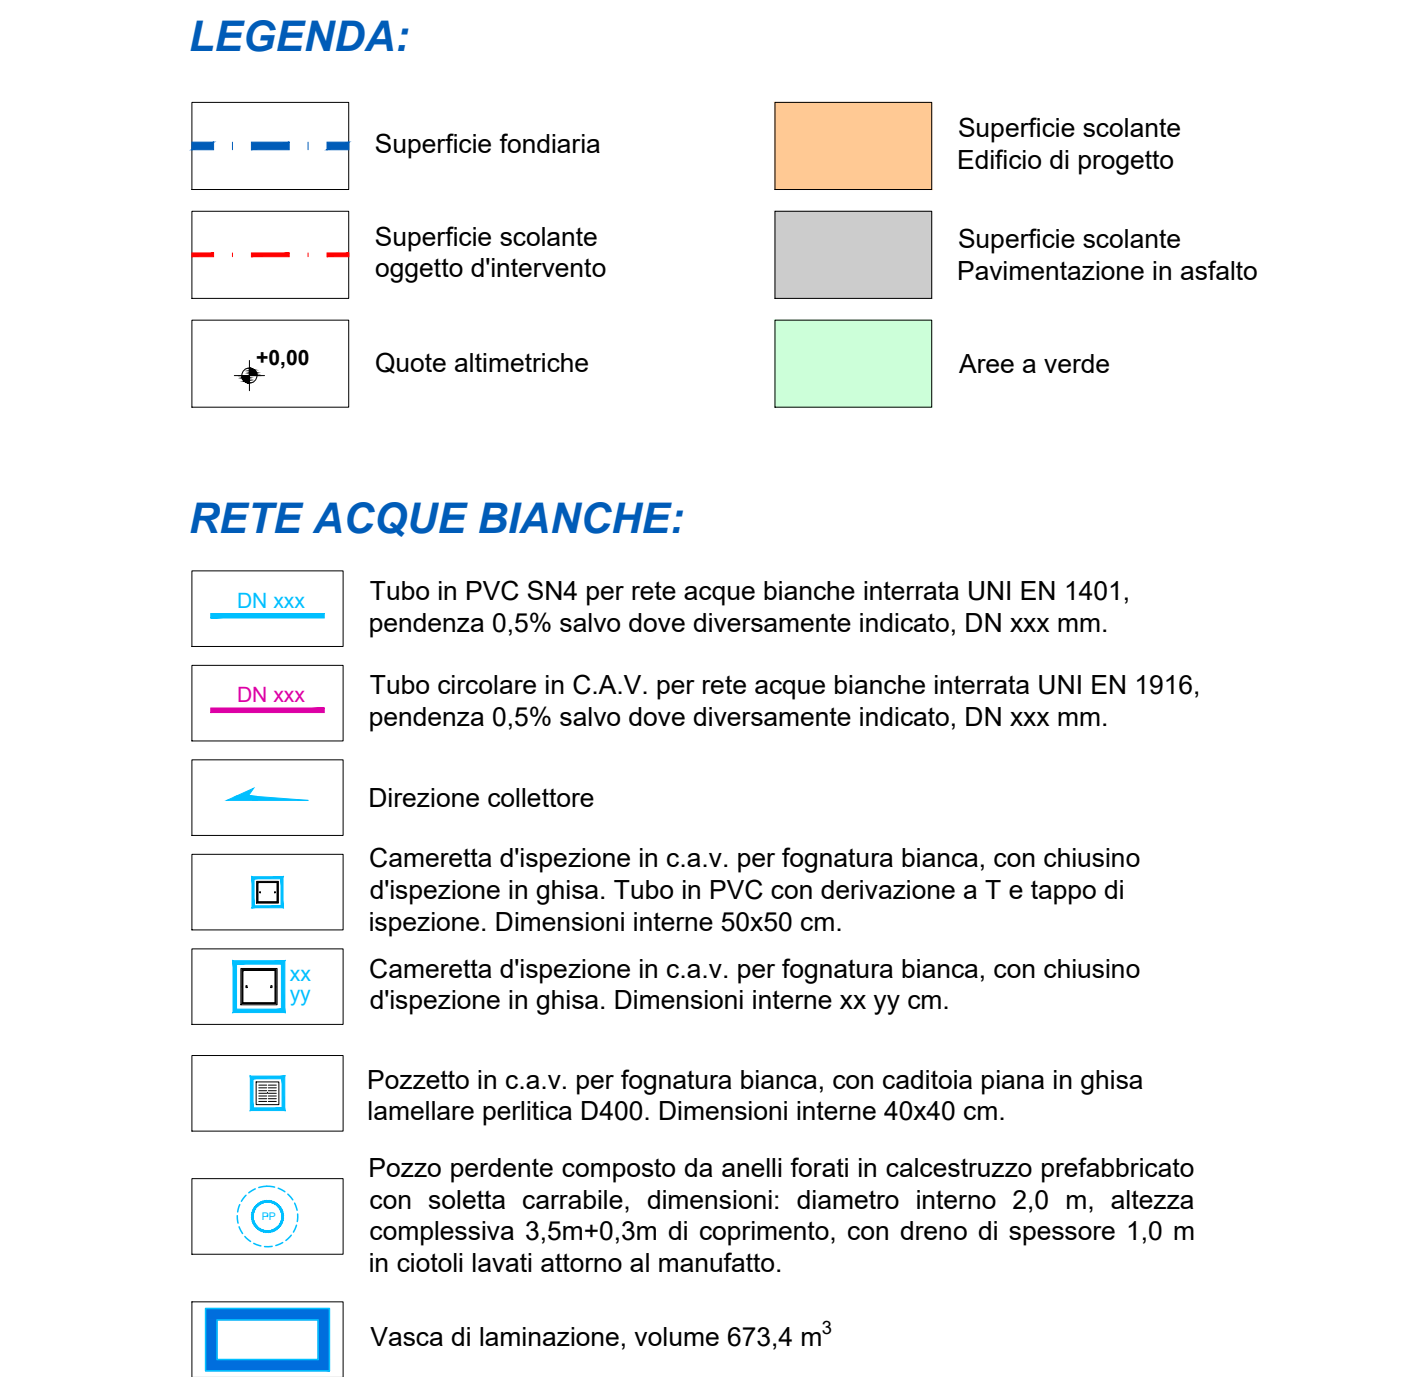 LEGENDA:
Superficie fondiaria
Superficie scolante
oggetto d'intervento
+0,00
Quote altimetriche
Superficie scolante
Edificio di progetto
Superficie scolante
Pavimentazione in asfalto
Aree a verde
RETE ACQUE BIANCHE:
DN xxx
Tubo in PVC SN4 per rete acque bianche interrata UNI EN 1401,
pendenza 0,5% salvo dove diversamente indicato, DN xxx mm.
DN xxx
Tubo circolare in C.A.V. per rete acque bianche interrata UNI EN 1916,
pendenza 0,5% salvo dove diversamente indicato, DN xxx mm.
Direzione collettore
Cameretta d'ispezione in c.a.v. per fognatura bianca, con chiusino
d'ispezione in ghisa. Tubo in PVC con derivazione a T e tappo di
ispezione. Dimensioni interne 50x50 cm.
xx
yy
Cameretta d'ispezione in c.a.v. per fognatura bianca, con chiusino
d'ispezione in ghisa. Dimensioni interne xx yy cm.
Pozzetto in c.a.v. per fognatura bianca, con caditoia piana in ghisa
lamellare perlitica D400. Dimensioni interne 40x40 cm.
PP
Pozzo perdente composto da anelli forati in calcestruzzo prefabbricato
con soletta carrabile, dimensioni: diametro interno 2,0 m, altezza
complessiva 3,5m+0,3m di coprimento, con dreno di spessore 1,0 m
in ciotoli lavati attorno al manufatto.
Vasca di laminazione, volume 673,4 m³